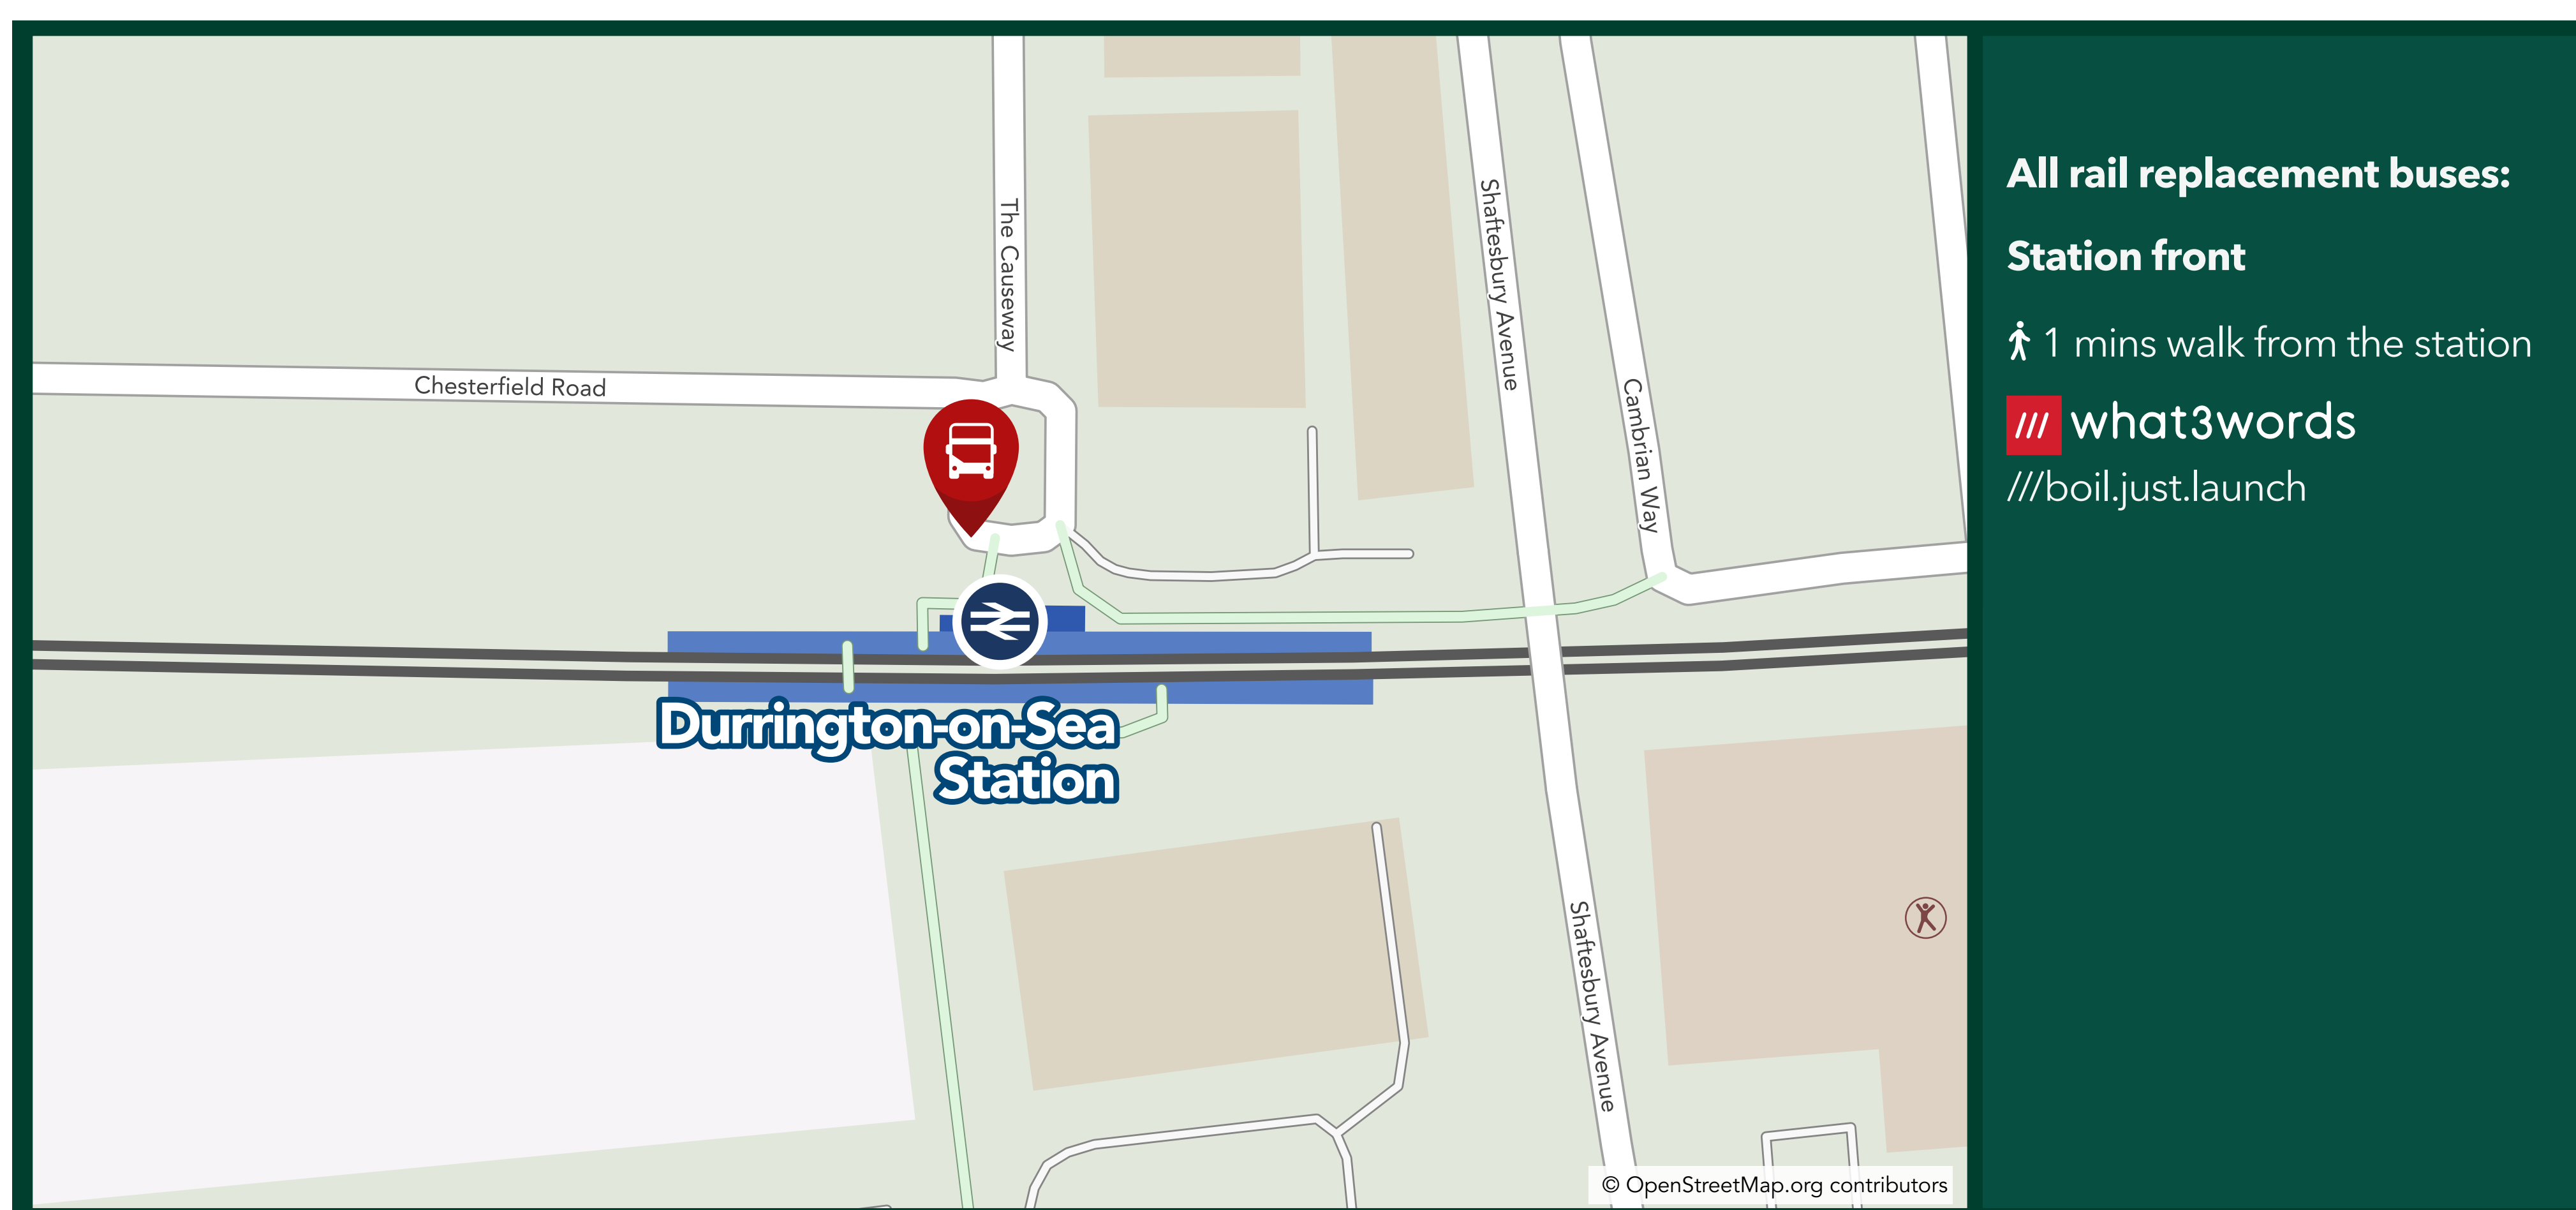 The Causeway
Shaftesbury Avenue
Cambrian Way
Chesterfield Road
Durrington-on-Sea
Station
Shaftesbury Avenue
© OpenStreetMap.org contributors
All rail replacement buses:
Station front
1 mins walk from the station
/// what3words
///boil.just.launch